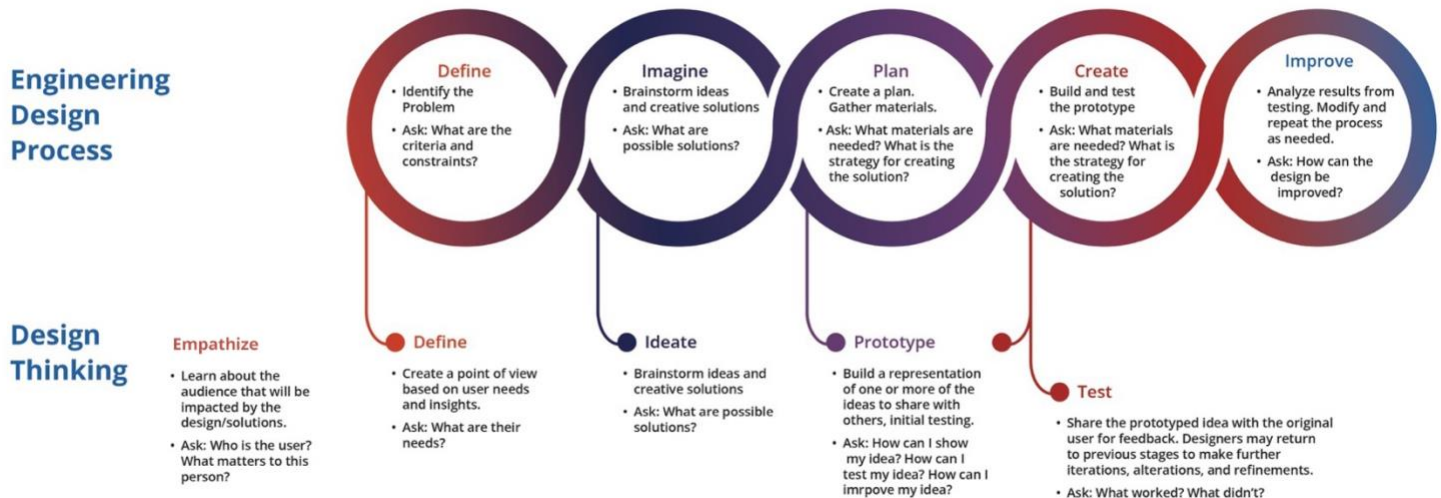 Engineering
Design
Process
Define
• Identify the
Problem
• Ask: What are the
criteria and
constraints?
Imagine
• Brainstorm ideas
and creative solutions
• Ask: What are
possible solutions?
Plan
• Create a plan.
Gather materials.
• Ask: What materials are
needed? What is the
strategy for creating
the solution?
Create
• Build and test
the prototype
• Ask: What materials
are needed? What is
the strategy for
creating the
solution?
Improve
• Analyze results from
testing. Modify and
repeat the process
as needed.
• Ask: How can the
design be
improved?
Design
Thinking
Empathize
• Learn about the
audience that will be
impacted by the
design/solutions.
• Ask: Who is the user?
What matters to this
person?
Define
• Create a point of view
based on user needs
and insights.
• Ask: What are their
needs?
Ideate
• Brainstorm ideas and
creative solutions
• Ask: What are possible
solutions?
Prototype
• Build a representation
of one or more of the
ideas to share with
others, initial testing.
• Ask: How can I show
my idea? How can I
test my idea? How can I
imrpove my idea?
Test
• Share the prototyped idea with the original
user for feedback. Designers may return
to previous stages to make further
iterations, alterations, and refinements.
• Ask: What worked? What didn't?